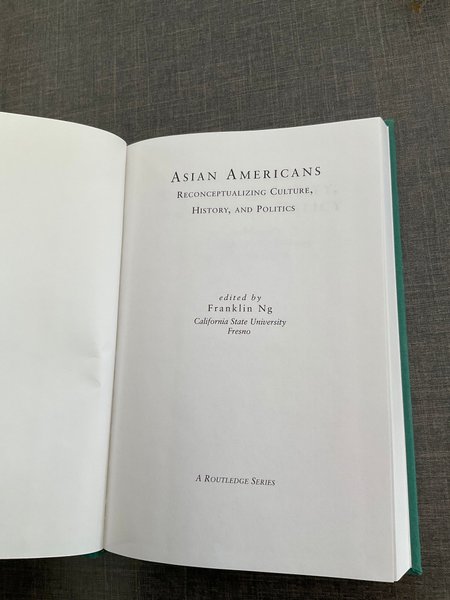 ASIAN AMERICANS
RECONCEPTUALIZING CULTURE,
HISTORY, AND POLITICS
edited by
Franklin Ng
California State University
Fresno
A ROUTLEDGE SERIES